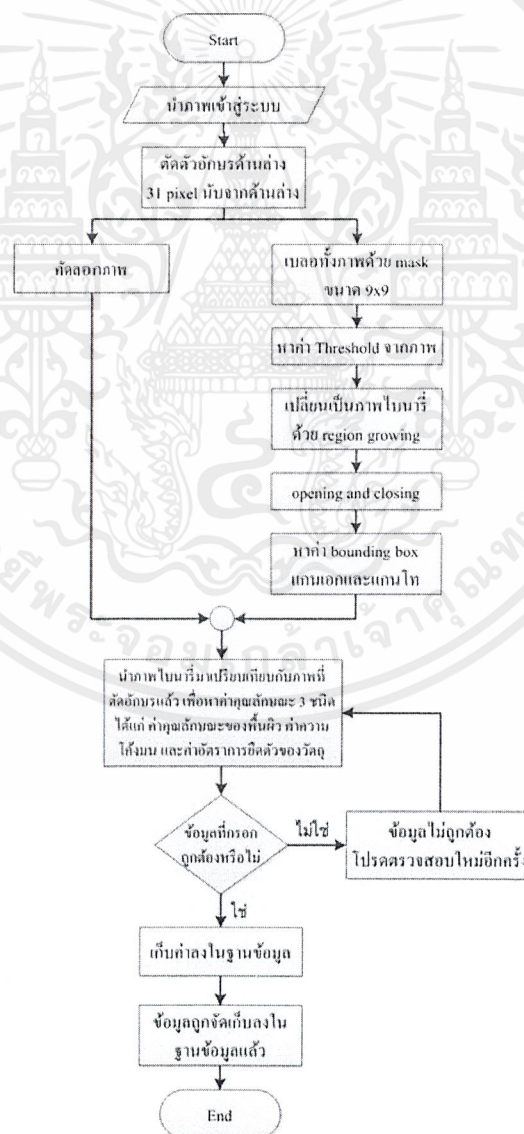 Start
นำภาพเข้าสู่ระบบ
ตัดตัวอักษรด้านล่าง
31 pixel นับจากด้านล่าง
คัดลอกภาพ
เบลอทั้งภาพด้วย mask
ขนาด 9x9
หาค่า Threshold จากภาพ
เปลี่ยนเป็นภาพไบนารี่
ด้วย region growing
opening and closing
หาค่า bounding box
แกนเอกและแกนโท
นำภาพไบนารี่มาเปรียบเทียบกับภาพที่
ตัดอักษรแล้ว เพื่อหาค่าคุณลักษณะ 3 ชนิด
ได้แก่ ค่าคุณลักษณะของพื้นผิว ค่าความ
โค้งมน และค่าอัตราการยืดตัวของวัตถุ
ข้อมูลที่กรอก
ถูกต้องหรือไม่
ไม่ใช่
ข้อมูลไม่ถูกต้อง
โปรดตรวจสอบใหม่อีกครั้ง
ใช่
เก็บค่าลงในฐานข้อมูล
ข้อมูลถูกจัดเก็บลงใน
ฐานข้อมูลแล้ว
End